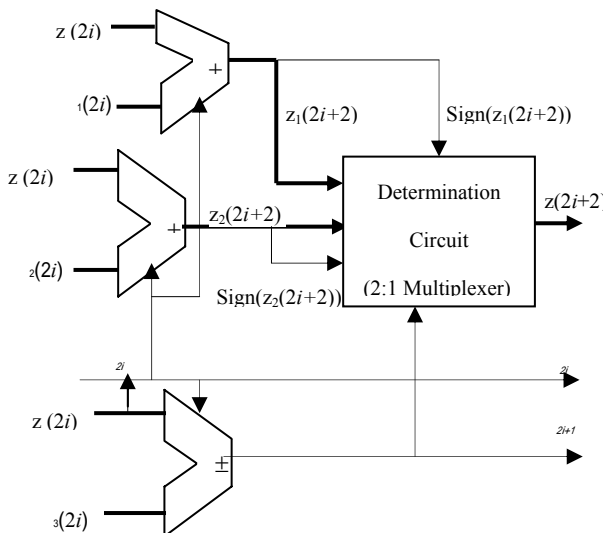 z (2i)
±
1(2i)
z1(2i+2)
Sign(z1(2i+2))
z (2i)
±
z2(2i+2)
2(2i)
Sign(z2(2i+2))
Determination
Circuit
(2:1 Multiplexer)
z(2i+2)
2i
2i
z (2i)
±
2i+1
3(2i)